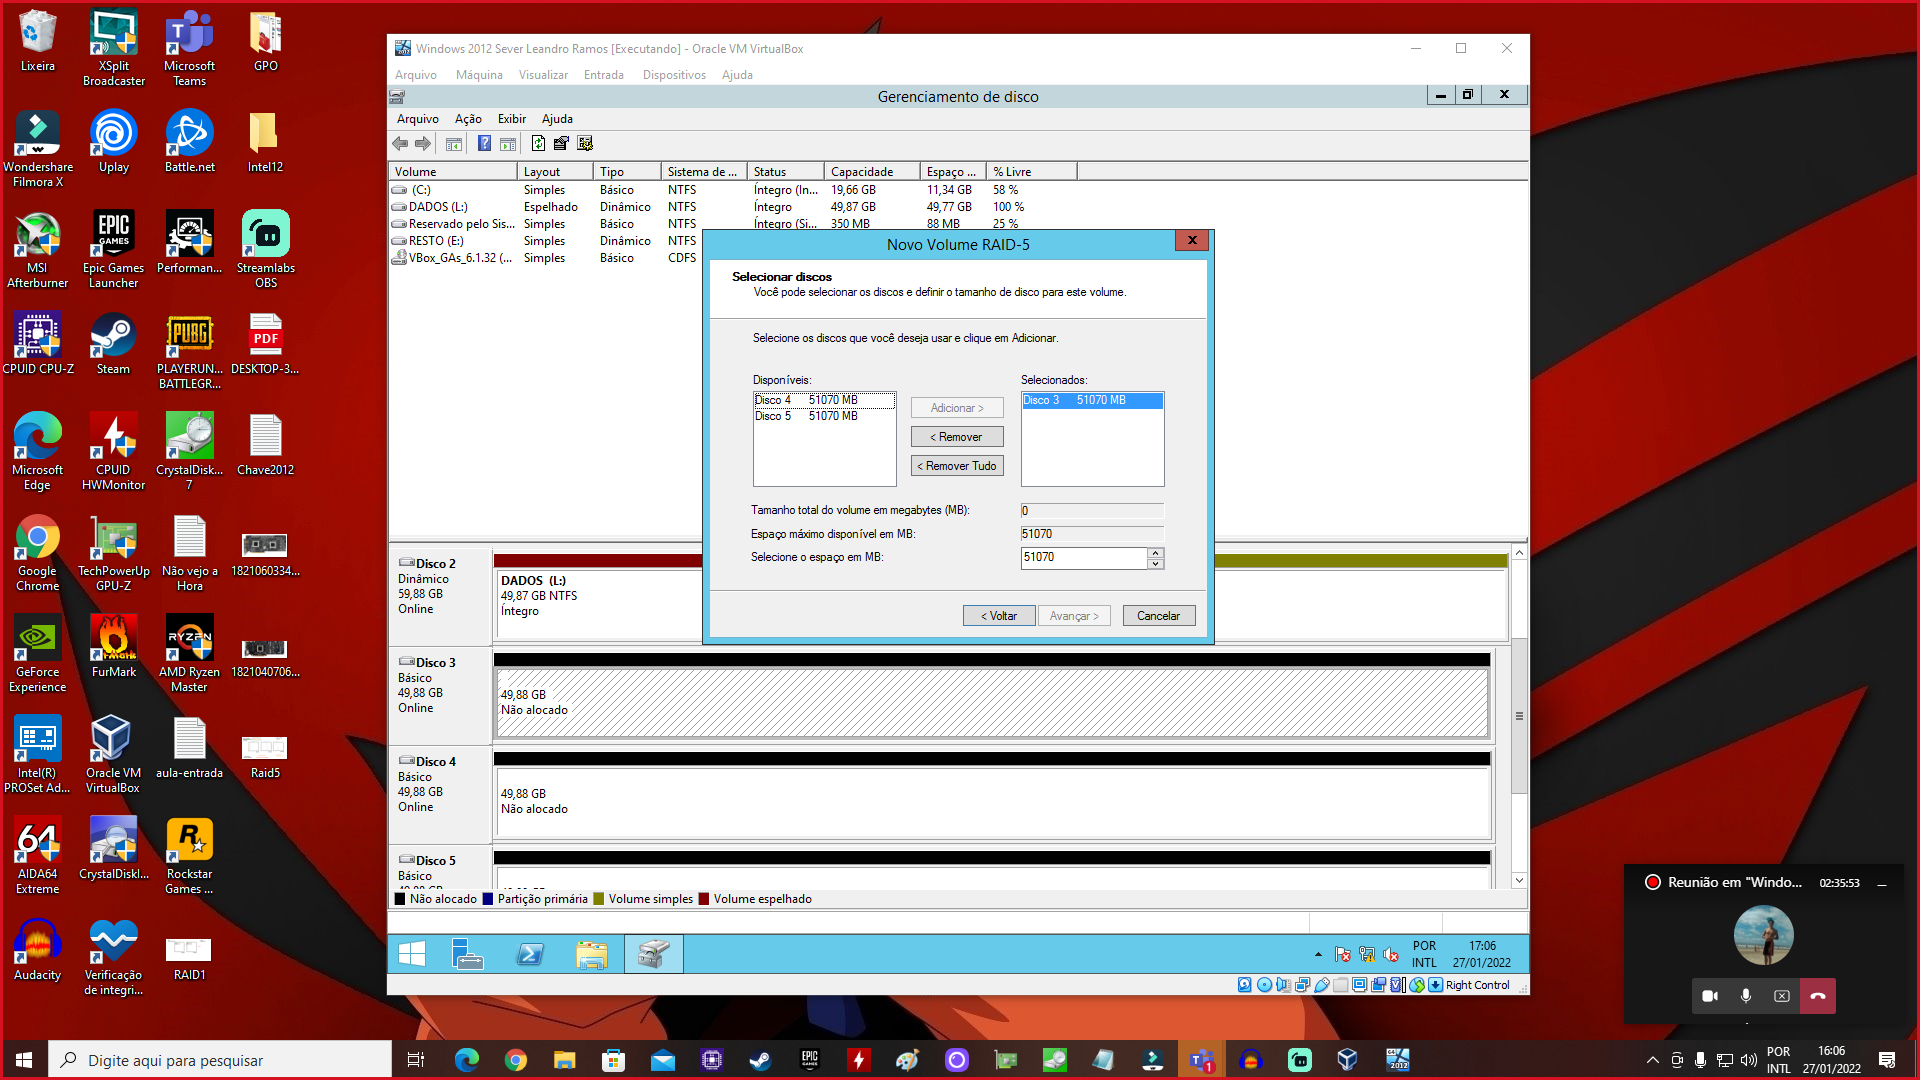 Lixeira
XSplit
Broadcaster
Microsoft
Teams
GPO
Wondershare
Filmora X
Uplay
Battle.net
Intel12
MSI
Afterburner
EPIC
GAMES
Epic Games
Launcher
Performan...
Streamlabs
OBS
CPUID CPU-Z
Steam
PUBG
PLAYERUN...
BATTLEGR...
PDF
DESKTOP-3...
Microsoft
Edge
CPUID
HWMonitor
CrystalDisk...
7
Chave2012
Google
Chrome
TechPowerUp
GPU-Z
Não vejo a
Hora
1821060334...
GeForce
Experience
FurMark
RYZEN
AMD Ryzen
Master
1821040706...
Intel(R)
PROSet Ad...
Oracle VM
VirtualBox
aula-entrada
Raid5
64
AIDA64
Extreme
CrystalDiskI...
R
Rockstar
Games ...
Audacity
Verificação
de integri...
RAID1
Windows 2012 Sever Leandro Ramos [Executando] - Oracle VM VirtualBox
Arquivo Máquina Visualizar Entrada Dispositivos Ajuda
Gerenciamento de disco
Arquivo Ação Exibir Ajuda
Volume Layout Tipo Sistema de ... Status Capacidade Espaço ... % Livre
(C:) Simples Básico NTFS Íntegro (In... 19,66 GB 11,34 GB 58 %
DADOS (L:) Espelhado Dinâmico NTFS Íntegro 49,87 GB 49,77 GB 100 %
Reservado pelo Sis... Simples Básico NTFS Íntegro (Si... 350 MB 88 MB 25 %
RESTO (E:) Simples Dinâmico NTFS
VBox_GAs_6.1.32 (... Simples Básico CDFS
Novo Volume RAID-5
Selecionar discos
Você pode selecionar os discos e definir o tamanho de disco para este volume.
Selecione os discos que você deseja usar e clique em Adicionar.
Disponíveis:
Selecionados:
Disco 4 51070 MB
Disco 5 51070 MB
Adicionar >
< Remover
< Remover Tudo
Disco 3 51070 MB
Tamanho total do volume em megabytes (MB): 0
Espaço máximo disponível em MB: 51070
Selecione o espaço em MB: 51070
< Voltar Avançar > Cancelar
Disco 2
Dinâmico
59,88 GB
Online
DADOS (L:)
49,87 GB NTFS
Íntegro
Disco 3
Básico
49,88 GB
Online
49,88 GB
Não alocado
Disco 4
Básico
49,88 GB
Online
49,88 GB
Não alocado
Disco 5
Básico
Não alocado Partição primária Volume simples Volume espelhado
POR
INTL
17:06
27/01/2022
Right Control
Reunião em "Windo... 02:35:53
Digite aqui para pesquisar
EPIC
GAMES
1
2012
POR
INTL
16:06
27/01/2022